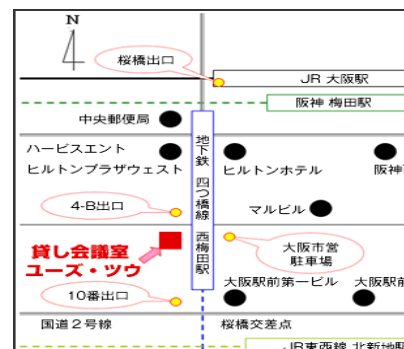 N
桜橋出口
JR 大阪駅
阪神 梅田駅
中央郵便局
ハービスエント
ヒルトンプラザウェスト
ヒルトンホテル
阪神
地下鉄 四つ橋線 西梅田駅
4-B出口
マルビル
貸し会議室
ユーズ・ツウ
大阪市営
駐車場
10番出口
大阪駅前第一ビル
大阪駅前
国道2号線
桜橋交差点
JR東西線 北新地駅